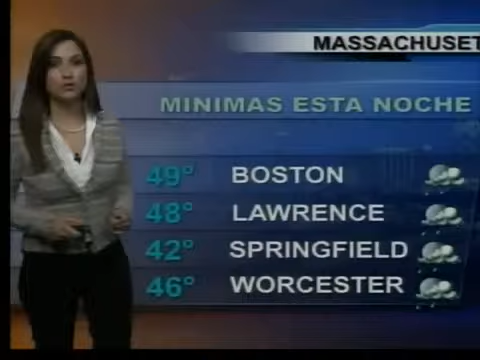 MASSACHUSET
MINIMAS ESTA NOCHE
49° BOSTON
48° LAWRENCE
42° SPRINGFIELD
46° WORCESTER